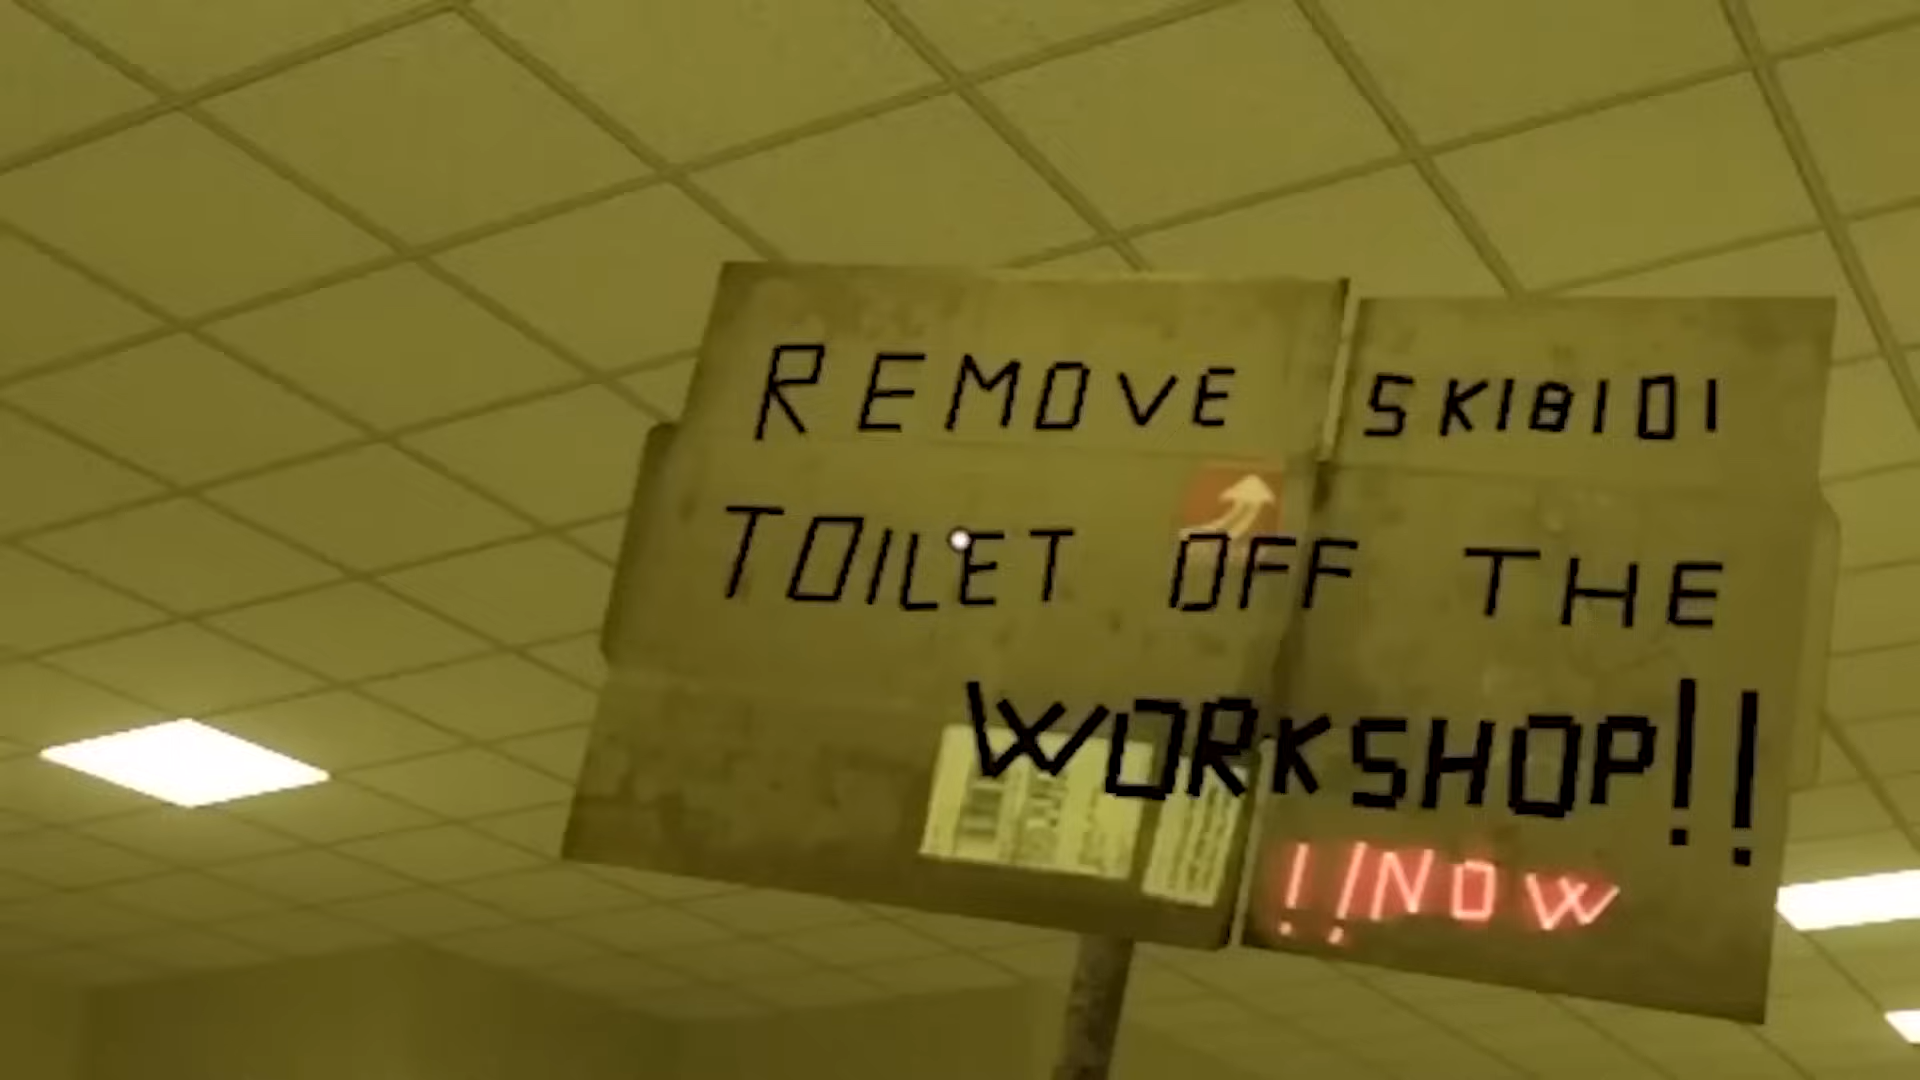 REMOVE SKIBIDI
TOILET OFF THE
WORKSHOP!!
!!NOW